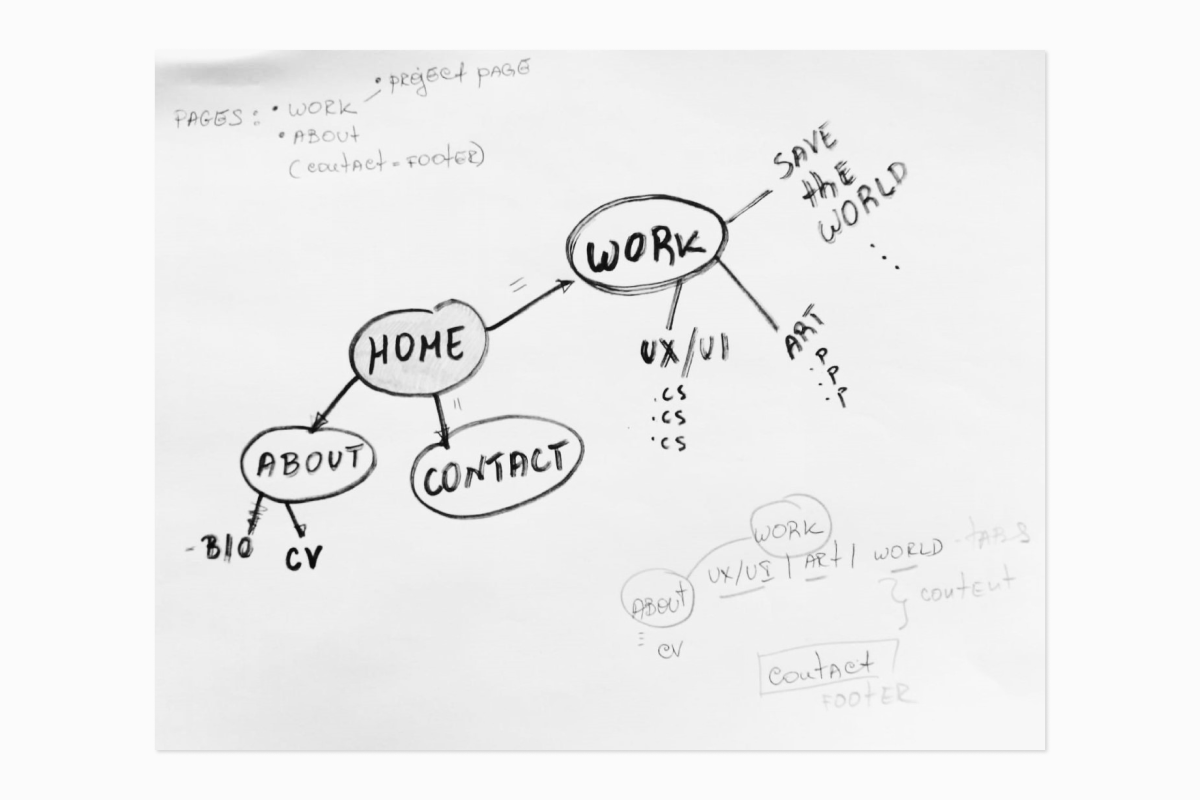 • PROJECT PAGE
PAGES: • WORK
• ABOUT
(CONTACT = FOOTER)
SAVE
the
WORLD
...
WORK
HOME
UX/UI
. CS
. CS
. CS
ART
. P
. P
. P
ABOUT
CONTACT
- BIO
CV
WORK
UX/UI | ART | WORLD - TABS
} content
ABOUT
CV
Contact
FOOTER